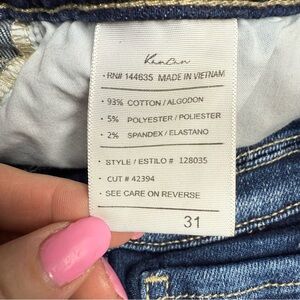 KanCan
• RN# 144635 MADE IN VIETNAM
• 93% COTTON / ALGODON
• 5% POLYESTER / POLIESTER
• 2% SPANDEX / ELASTANO
• STYLE / ESTILO # 128035
• CUT # 42394
• SEE CARE ON REVERSE
31